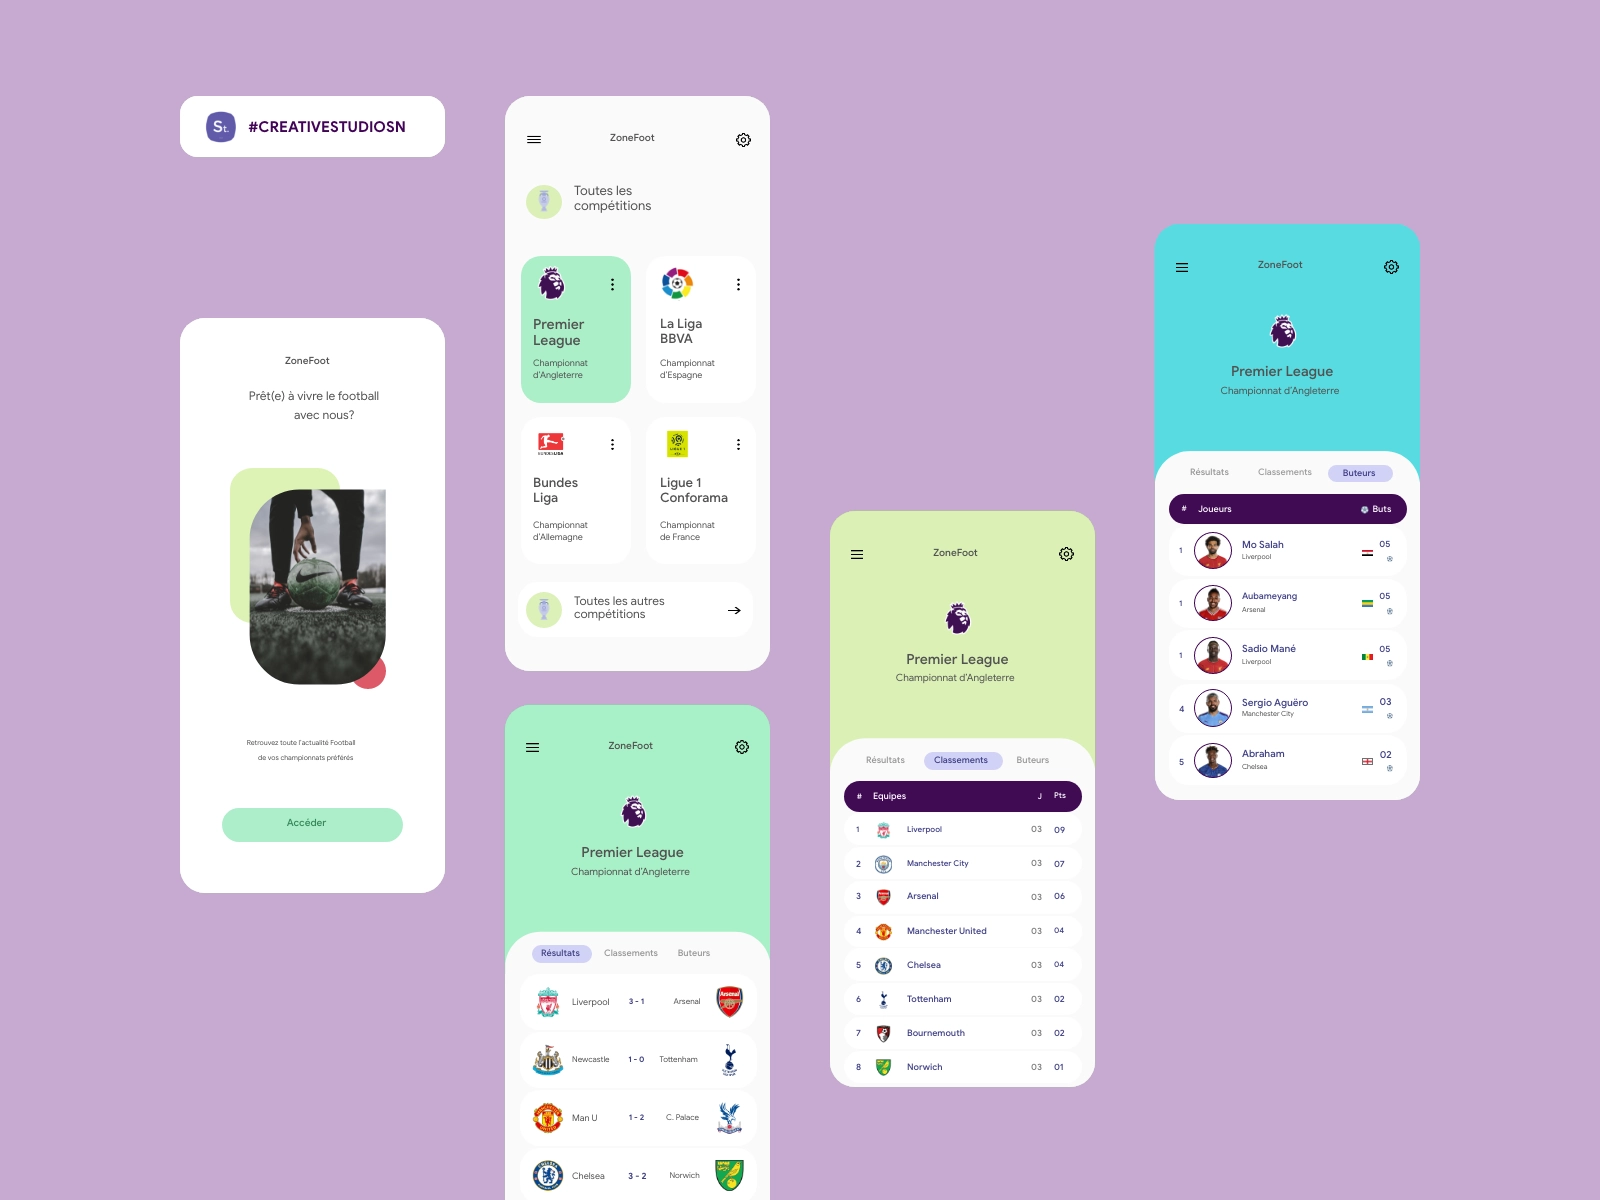 St.
#CREATIVESTUDIOSN
ZoneFoot
Prêt(e) à vivre le football
avec nous?
Retrouvez toute l'actualité Football
de vos championnats préférés
Accéder
ZoneFoot
Toutes les
compétitions
Premier
League
Championnat
d'Angleterre
La Liga
BBVA
Championnat
d'Espagne
BUNDESLIGA
Bundes
Liga
Championnat
d'Allemagne
LIGUE 1
Ligue 1
Conforama
Championnat
de France
Toutes les autres
compétitions
ZoneFoot
Premier League
Championnat d'Angleterre
Résultats Classements Buteurs
Liverpool 3 - 1 Arsenal
Arsenal
Newcastle 1 - 0 Tottenham
Man U 1 - 2 C. Palace
Chelsea 3 - 2 Norwich
ZoneFoot
Premier League
Championnat d'Angleterre
Résultats Classements Buteurs
# Equipes J Pts
1 Liverpool 03 09
2 Manchester City 03 07
3 Arsenal 03 06
4 Manchester United 03 04
5 Chelsea 03 04
6 Tottenham 03 02
7 Bournemouth 03 02
8 Norwich 03 01
ZoneFoot
Premier League
Championnat d'Angleterre
Résultats Classements Buteurs
# Joueurs Buts
1 Mo Salah 05
Liverpool
1 Aubameyang 05
Arsenal
1 Sadio Mané 05
Liverpool
4 Sergio Aguëro 03
Manchester City
5 Abraham 02
Chelsea